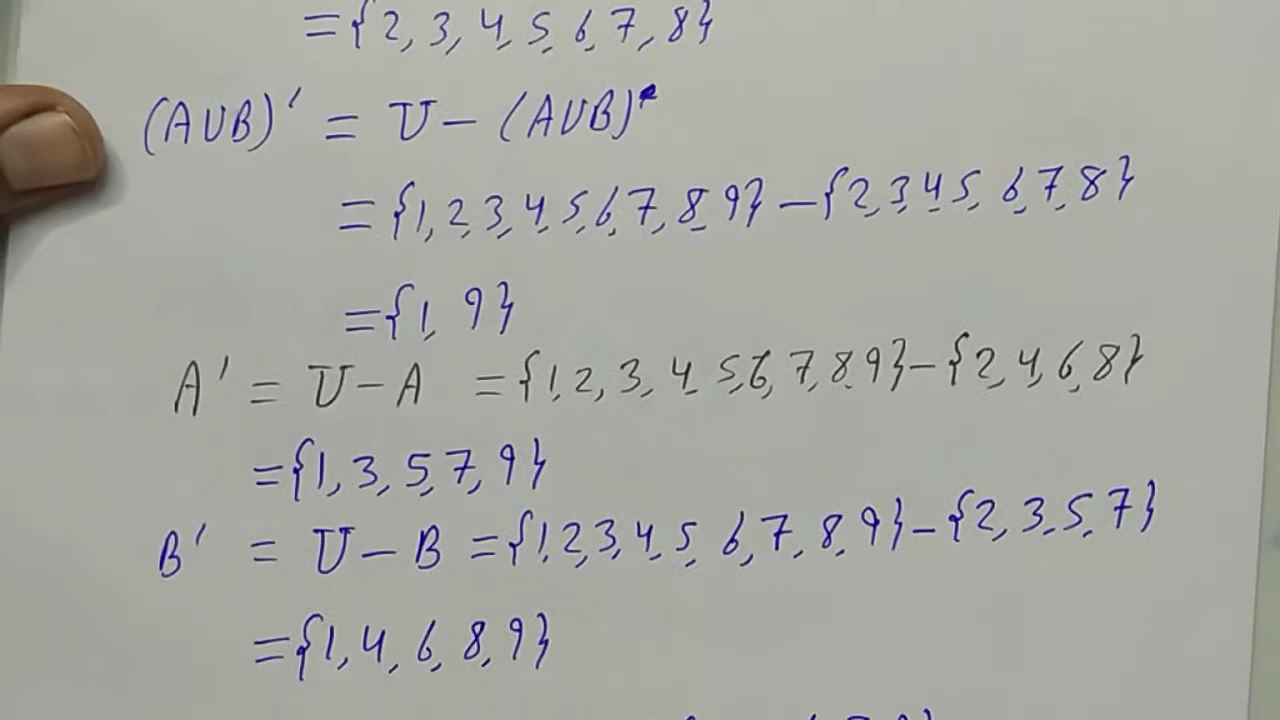 ={2, 3, 4, 5, 6, 7, 8}
(A∪B)' = U - (A∪B)
={1, 2, 3, 4, 5, 6, 7, 8, 9} - {2, 3, 4, 5, 6, 7, 8}
={1, 9}
A' = U - A = {1, 2, 3, 4, 5, 6, 7, 8, 9} - {2, 4, 6, 8}
={1, 3, 5, 7, 9}
B' = U - B = {1, 2, 3, 4, 5, 6, 7, 8, 9} - {2, 3, 5, 7}
={1, 4, 6, 8, 9}